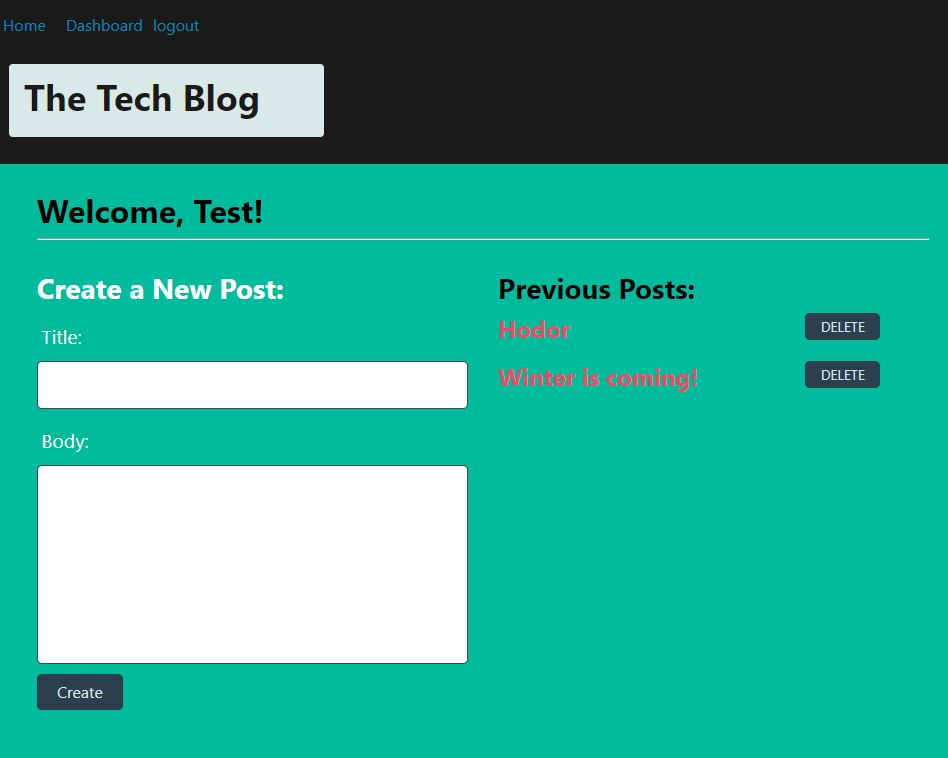 Home Dashboard logout
The Tech Blog
Welcome, Test!
Create a New Post:
Title:
Body:
Create
Previous Posts:
Hodor DELETE
Winter is coming! DELETE